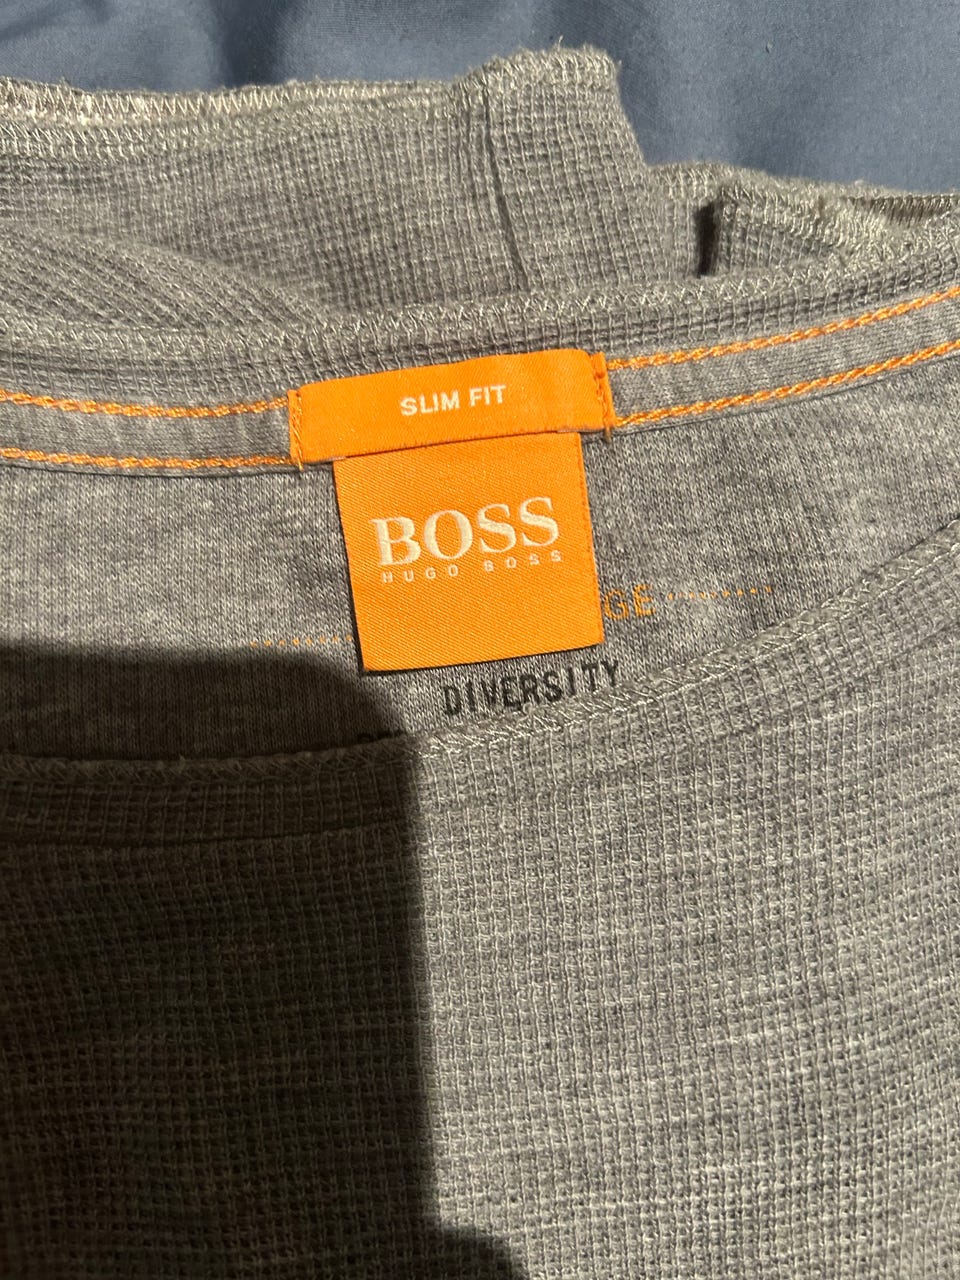 SLIM FIT
BOSS
HUGO BOSS
GE
DIVERSITY